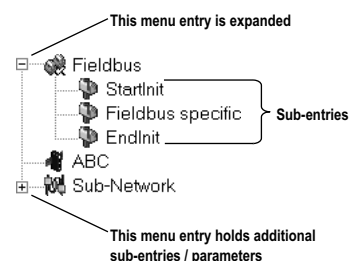 This menu entry is expanded
Fieldbus
StartInit
Fieldbus specific
EndInit
Sub-entries
ABC
Sub-Network
This menu entry holds additional
sub-entries / parameters